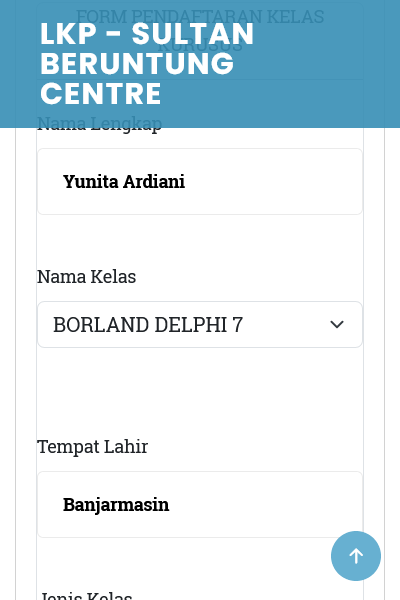 FORM PENDAFTARAN KELAS
KURUSUS
LKP - SULTAN
BERUNTUNG
CENTRE
Nama Lengkap
Yunita Ardiani
Nama Kelas
BORLAND DELPHI 7
Tempat Lahir
Banjarmasin
Jenis Kelas